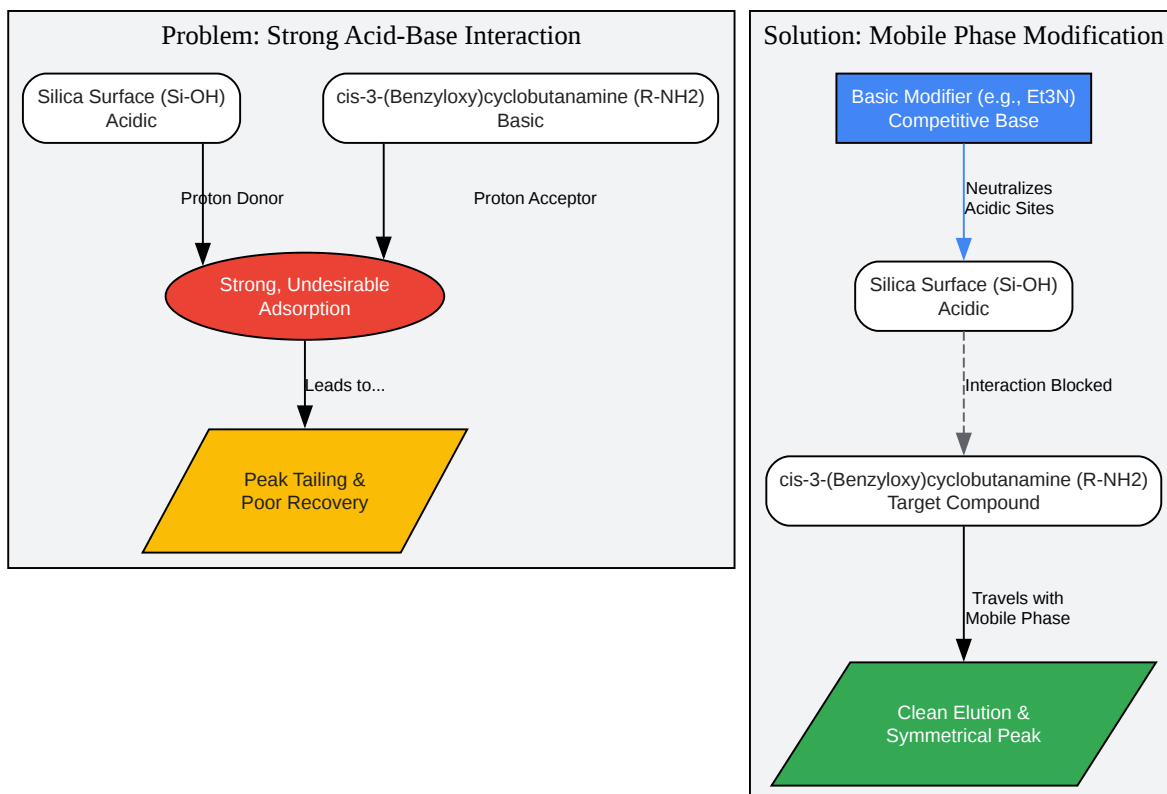 Problem: Strong Acid-Base Interaction
Silica Surface (Si-OH)
Acidic
cis-3-(Benzyloxy)cyclobutanamine (R-NH2)
Basic
Proton Donor
Proton Acceptor
Strong, Undesirable
Adsorption
Leads to...
Peak Tailing &
Poor Recovery
Solution: Mobile Phase Modification
Basic Modifier (e.g., Et3N)
Competitive Base
Neutralizes
Acidic Sites
Silica Surface (Si-OH)
Acidic
Interaction Blocked
cis-3-(Benzyloxy)cyclobutanamine (R-NH2)
Target Compound
Travels with
Mobile Phase
Clean Elution &
Symmetrical Peak